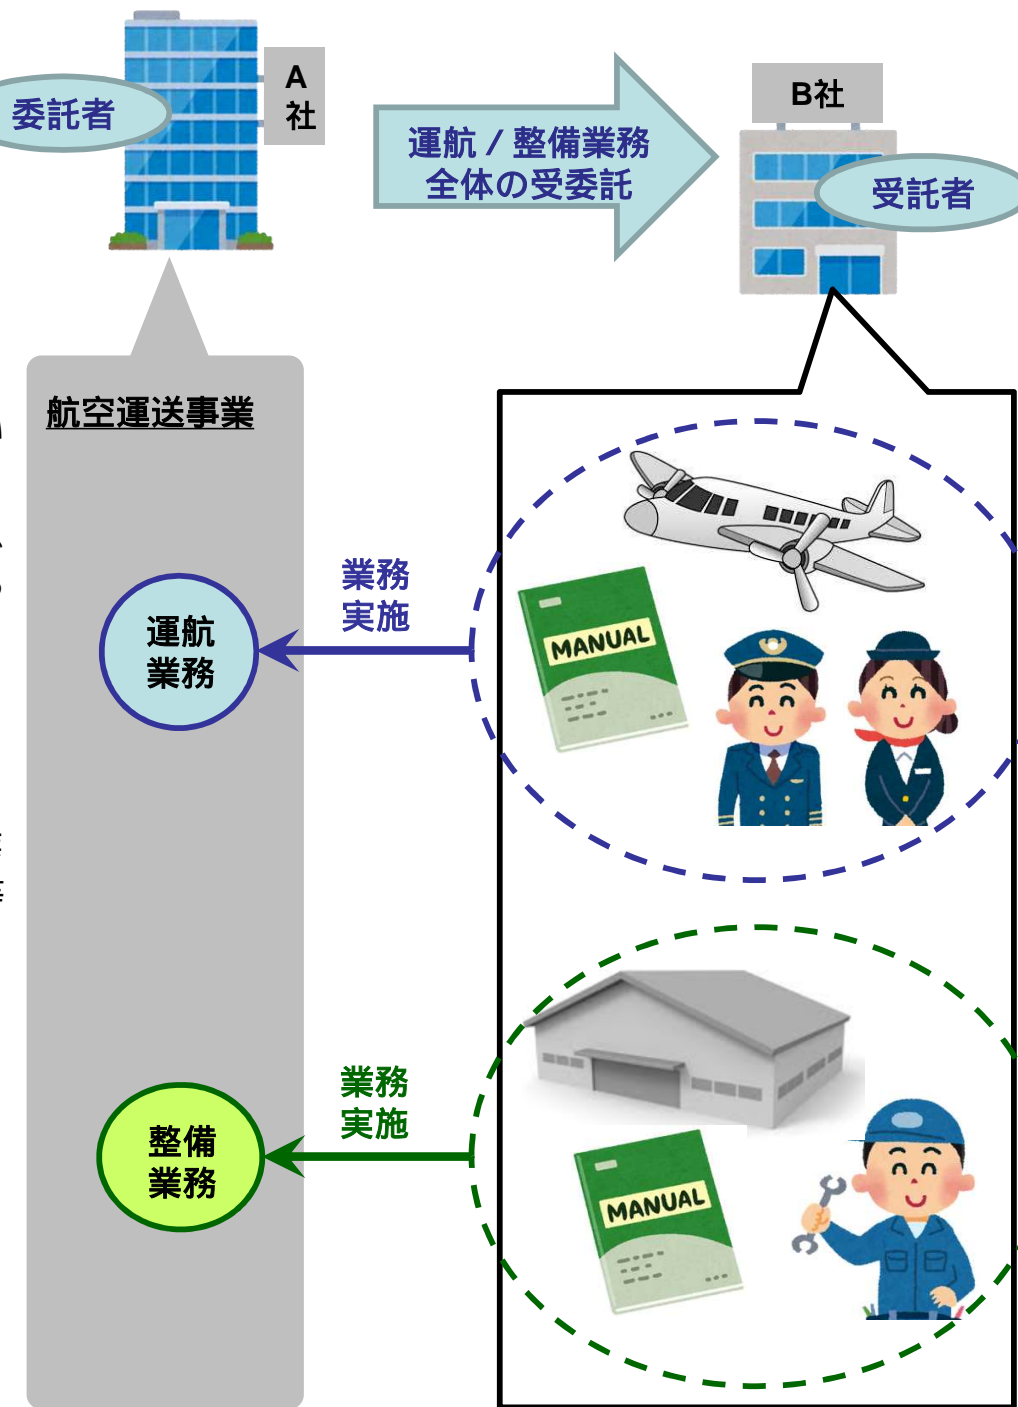 委託者
A
社
運航 / 整備業務
全体の受委託
B社
受託者
航空運送事業
業務
実施
運航
業務
MANUAL
業務
実施
整備
業務
MANUAL